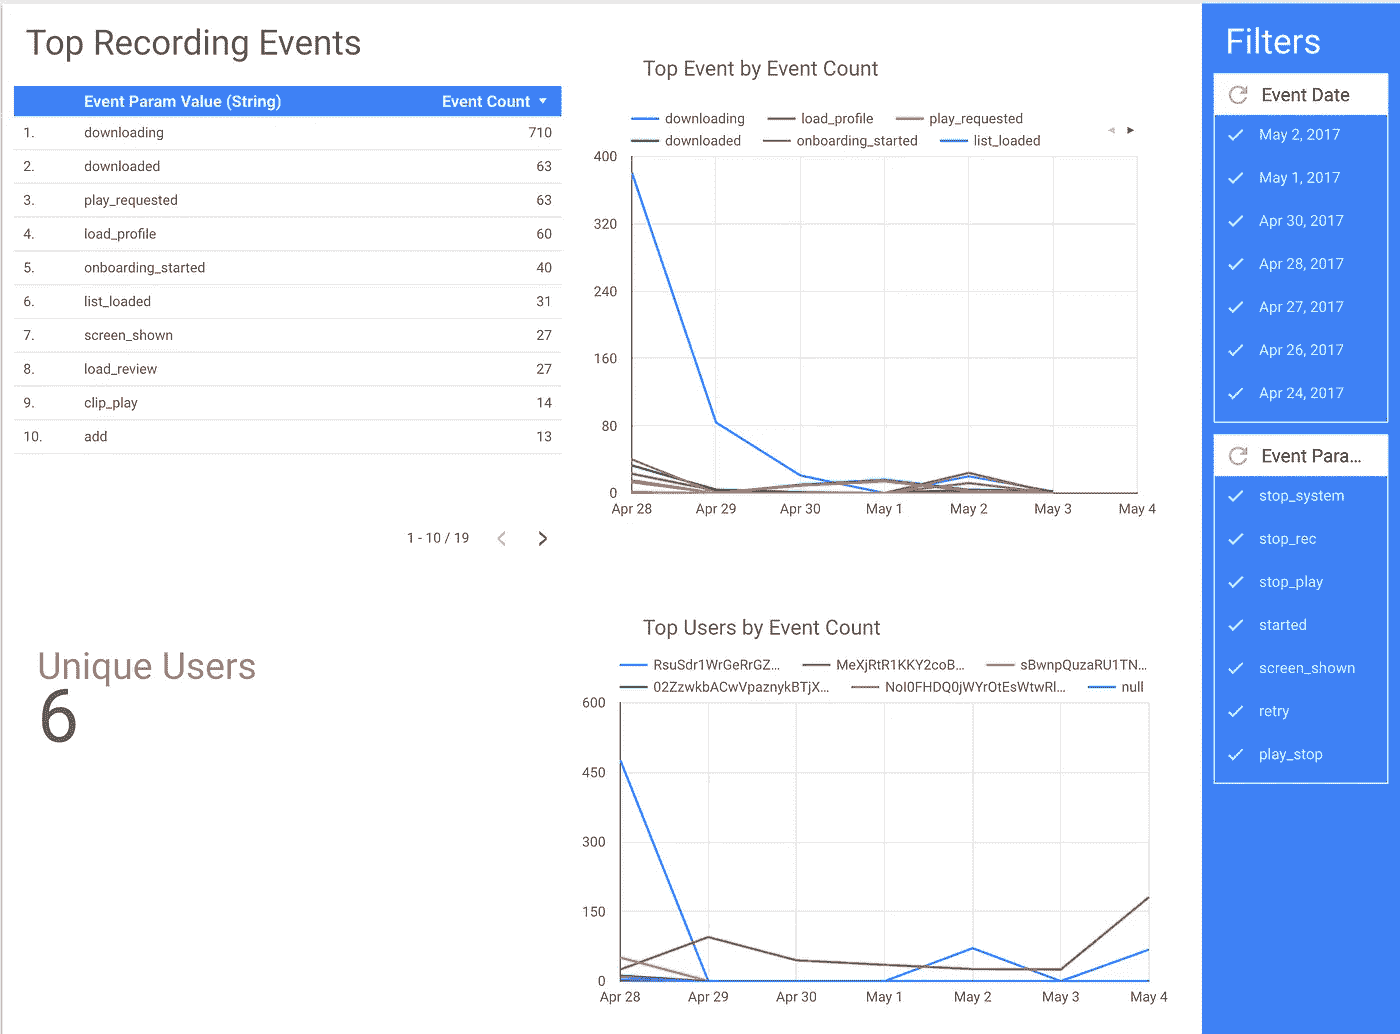 Top Recording Events
Event Param Value (String) Event Count
1. downloading 710
2. downloaded 63
3. play_requested 63
4. load_profile 60
5. onboarding_started 40
6. list_loaded 31
7. screen_shown 27
8. load_review 27
9. clip_play 14
10. add 13
1 - 10 / 19
Unique Users
6
Top Event by Event Count
downloading load_profile play_requested
downloaded onboarding_started list_loaded
400
320
240
160
80
0
Apr 28 Apr 29 Apr 30 May 1 May 2 May 3 May 4
Top Users by Event Count
RsuSdr1WrGeRrGZ... MeXjRtR1KKY2coB... sBwnpQuzaRU1TN...
02ZzwkbACwVpaznykBTjX... NoI0FHDQ0jWYrOtEsWtwRl... null
600
450
300
150
0
Apr 28 Apr 29 Apr 30 May 1 May 2 May 3 May 4
Filters
Event Date
May 2, 2017
May 1, 2017
Apr 30, 2017
Apr 28, 2017
Apr 27, 2017
Apr 26, 2017
Apr 24, 2017
Event Para...
stop_system
stop_rec
stop_play
started
screen_shown
retry
play_stop